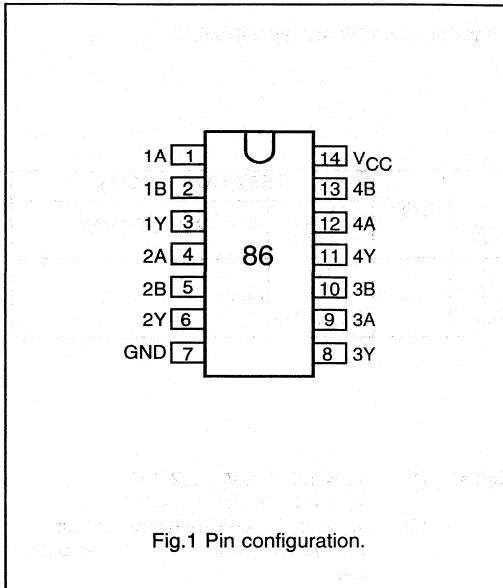 1A 1 14 VCC
1B 2 13 4B
1Y 3 12 4A
2A 4 86 11 4Y
2B 5 10 3B
2Y 6 9 3A
GND 7 8 3Y
Fig.1 Pin configuration.